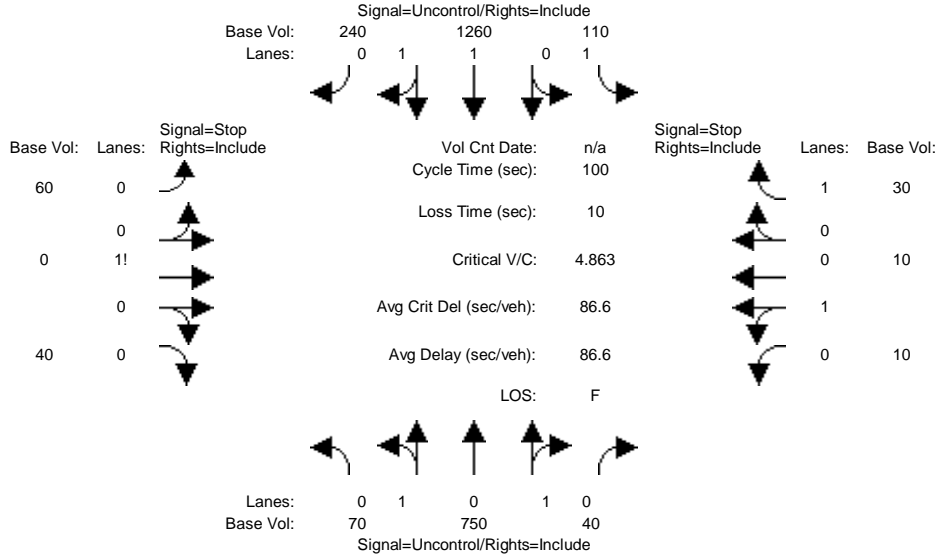 Signal=Uncontrol/Rights=Include
Base Vol: 240 1260 110
Lanes: 0 1 1 0 1
Signal=Stop Signal=Stop
Base Vol: Lanes: Rights=Include Vol Cnt Date: n/a Rights=Include Lanes: Base Vol:
Cycle Time (sec): 100
60 0 1 30
Loss Time (sec): 10
0 0
0 1! Critical V/C: 4.863 0 10
0 Avg Crit Del (sec/veh): 86.6 1
40 0 Avg Delay (sec/veh): 86.6 0 10
LOS: F
Lanes: 0 1 0 1 0
Base Vol: 70 750 40
Signal=Uncontrol/Rights=Include